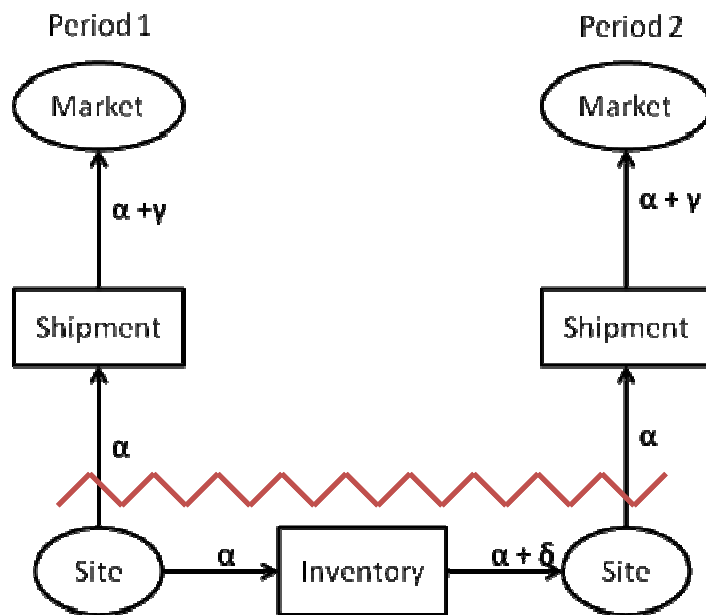 Period 1
Period 2
Market
Market
α +γ
α + γ
Shipment
Shipment
α
α
Site
α
Inventory
α + δ
Site